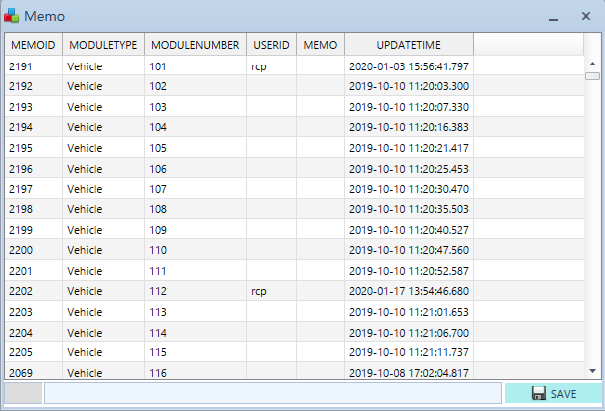 Memo
MEMOID MODULETYPE MODULENUMBER USERID MEMO UPDATETIME
2191 Vehicle 101 rcp 2020-01-03 15:56:41.797
2192 Vehicle 102 2019-10-10 11:20:03.300
2193 Vehicle 103 2019-10-10 11:20:07.330
2194 Vehicle 104 2019-10-10 11:20:16.383
2195 Vehicle 105 2019-10-10 11:20:21.417
2196 Vehicle 106 2019-10-10 11:20:25.453
2197 Vehicle 107 2019-10-10 11:20:30.470
2198 Vehicle 108 2019-10-10 11:20:35.503
2199 Vehicle 109 2019-10-10 11:20:40.527
2200 Vehicle 110 2019-10-10 11:20:47.560
2201 Vehicle 111 2019-10-10 11:20:52.587
2202 Vehicle 112 rcp 2020-01-17 13:54:46.680
2203 Vehicle 113 2019-10-10 11:21:01.653
2204 Vehicle 114 2019-10-10 11:21:06.700
2205 Vehicle 115 2019-10-10 11:21:11.737
2069 Vehicle 116 2019-10-08 17:02:04.817
SAVE